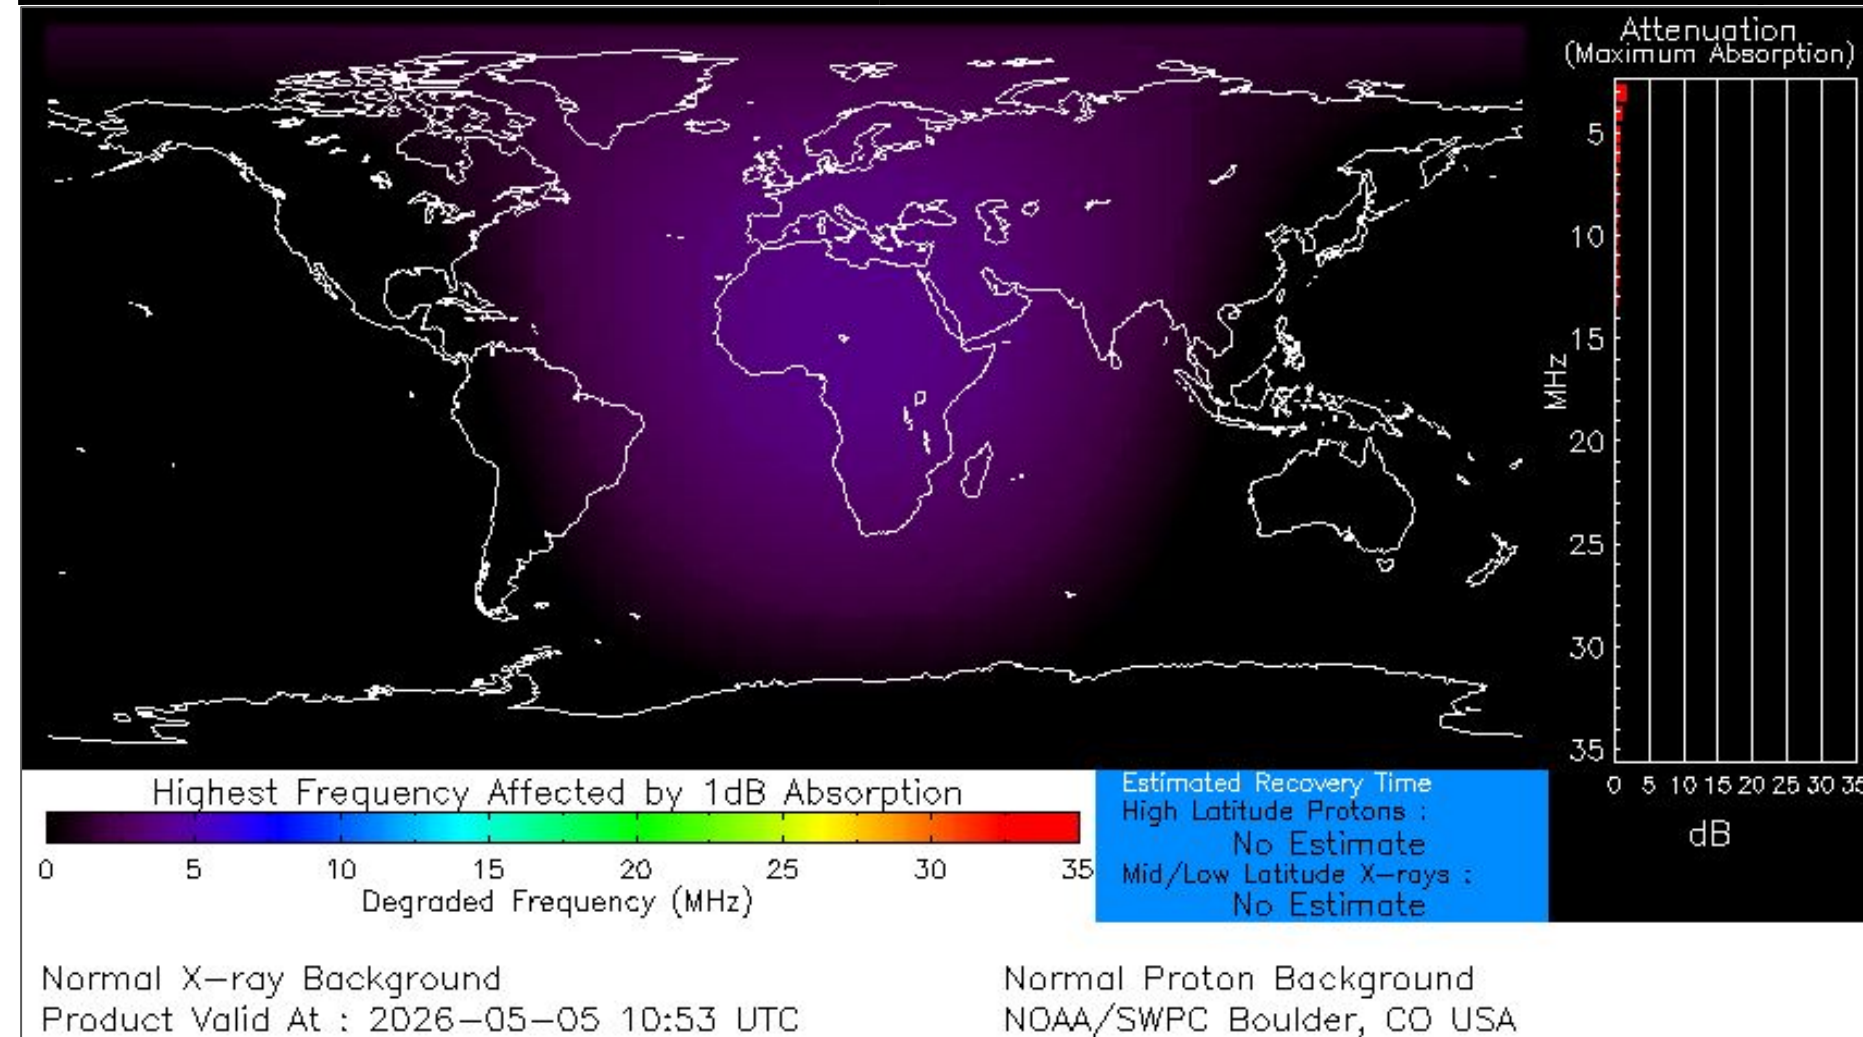 Attenuation
(Maximum Absorption)
5
10
15
20
25
30
35
MHz
0 5 10 15 20 25 30 35
dB
Highest Frequency Affected by 1dB Absorption
0 5 10 15 20 25 30 35
Degraded Frequency (MHz)
Estimated Recovery Time
High Latitude Protons :
No Estimate
Mid/Low Latitude X-rays :
No Estimate
Normal X-ray Background
Normal Proton Background
Product Valid At : 2026-05-05 10:53 UTC
NOAA/SWPC Boulder, CO USA